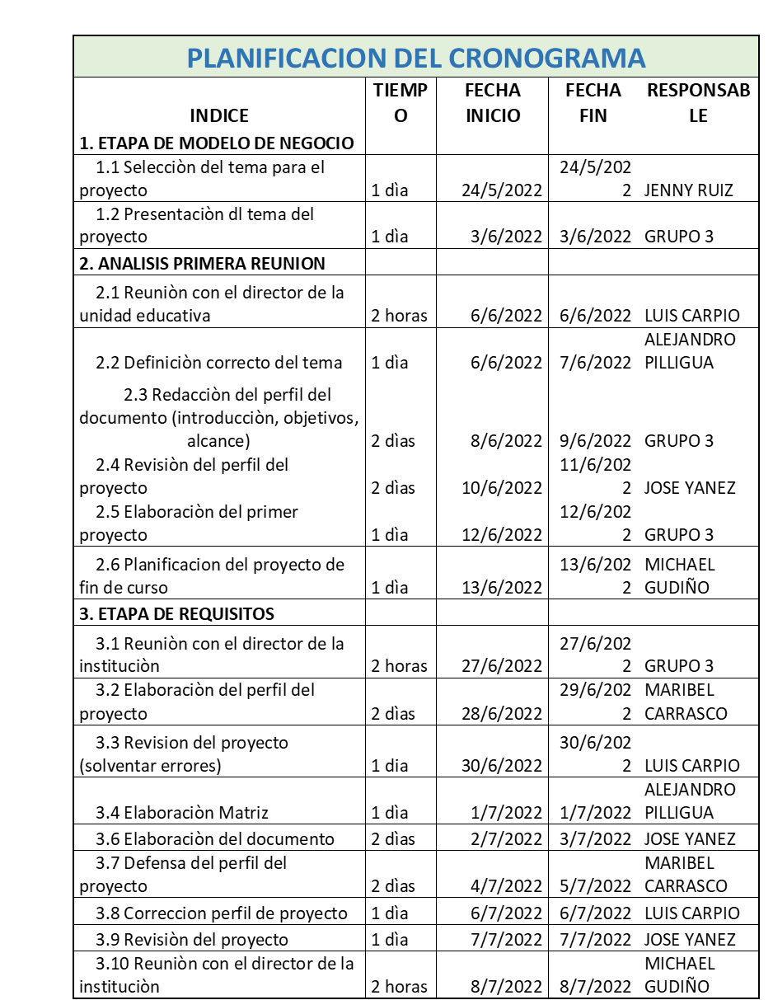 PLANIFICACION DEL CRONOGRAMA
INDICE TIEMPO FECHA INICIO FECHA FIN RESPONSABLE
1. ETAPA DE MODELO DE NEGOCIO
1.1 Selecciòn del tema para el proyecto 1 dìa 24/5/2022 24/5/2022 JENNY RUIZ
1.2 Presentaciòn dl tema del proyecto 1 dìa 3/6/2022 3/6/2022 GRUPO 3
2. ANALISIS PRIMERA REUNION
2.1 Reuniòn con el director de la unidad educativa 2 horas 6/6/2022 6/6/2022 LUIS CARPIO
2.2 Definiciòn correcto del tema 1 dìa 6/6/2022 7/6/2022 ALEJANDRO PILLIGUA
2.3 Redacciòn del perfil del documento (introducciòn, objetivos, alcance) 2 dìas 8/6/2022 9/6/2022 GRUPO 3
2.4 Revisiòn del perfil del proyecto 2 dìas 10/6/2022 11/6/2022 JOSE YANEZ
2.5 Elaboraciòn del primer proyecto 1 dìa 12/6/2022 12/6/2022 GRUPO 3
2.6 Planificacion del proyecto de fin de curso 1 dìa 13/6/2022 13/6/2022 MICHAEL GUDIÑO
3. ETAPA DE REQUISITOS
3.1 Reuniòn con el director de la instituciòn 2 horas 27/6/2022 27/6/2022 GRUPO 3
3.2 Elaboraciòn del perfil del proyecto 2 dìas 28/6/2022 29/6/2022 MARIBEL CARRASCO
3.3 Revision del proyecto (solventar errores) 1 dia 30/6/2022 30/6/2022 LUIS CARPIO
3.4 Elaboraciòn Matriz 1 dìa 1/7/2022 1/7/2022 ALEJANDRO PILLIGUA
3.6 Elaboraciòn del documento 2 dìas 2/7/2022 3/7/2022 JOSE YANEZ
3.7 Defensa del perfil del proyecto 2 dìas 4/7/2022 5/7/2022 MARIBEL CARRASCO
3.8 Correccion perfil de proyecto 1 dìa 6/7/2022 6/7/2022 LUIS CARPIO
3.9 Revisiòn del proyecto 1 dìa 7/7/2022 7/7/2022 JOSE YANEZ
3.10 Reuniòn con el director de la instituciòn 2 horas 8/7/2022 8/7/2022 MICHAEL GUDIÑO